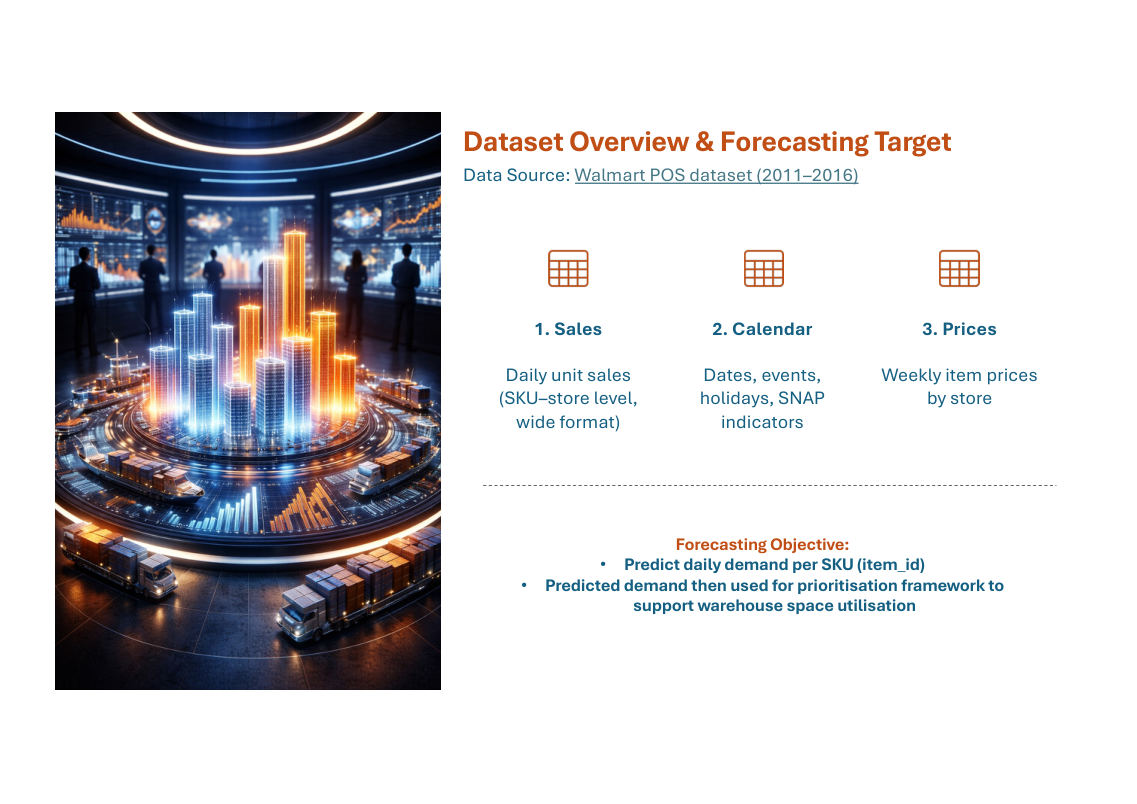 Dataset Overview & Forecasting Target
Data Source: Walmart POS dataset (2011–2016)
1. Sales
Daily unit sales
(SKU–store level,
wide format)
2. Calendar
Dates, events,
holidays, SNAP
indicators
3. Prices
Weekly item prices
by store
Forecasting Objective:
• Predict daily demand per SKU (item_id)
• Predicted demand then used for prioritisation framework to
support warehouse space utilisation